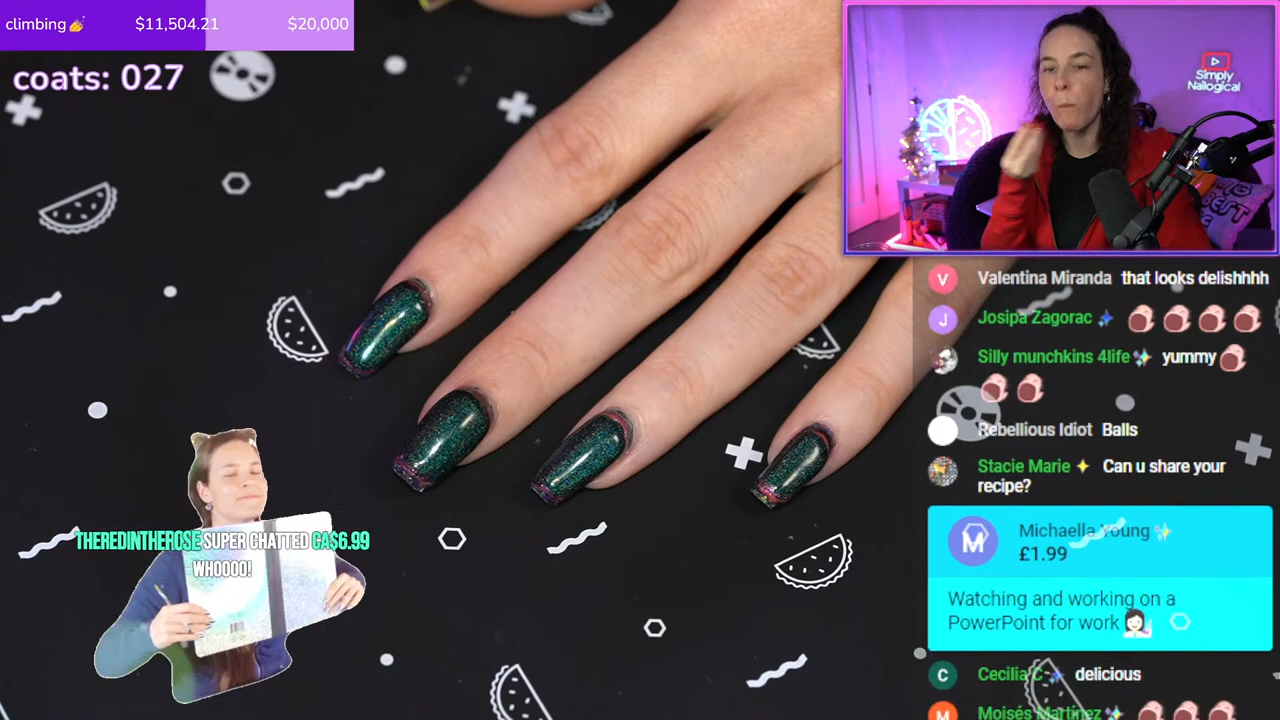 climbing💅 $11,504.21 $20,000
coats: 027
Simply
Nailogical
THEREDINTHEROSE SUPER CHATTED CA$6.99
WHOOOO!
V Valentina Miranda that looks delishhhh
J Josipa Zagorac
Silly munchkins 4life yummy
Rebellious Idiot Balls
Stacie Marie Can u share your
recipe?
M Michaella Young
£1.99
Watching and working on a
PowerPoint for work
C Cecilia C delicious
M Moisés Martínez